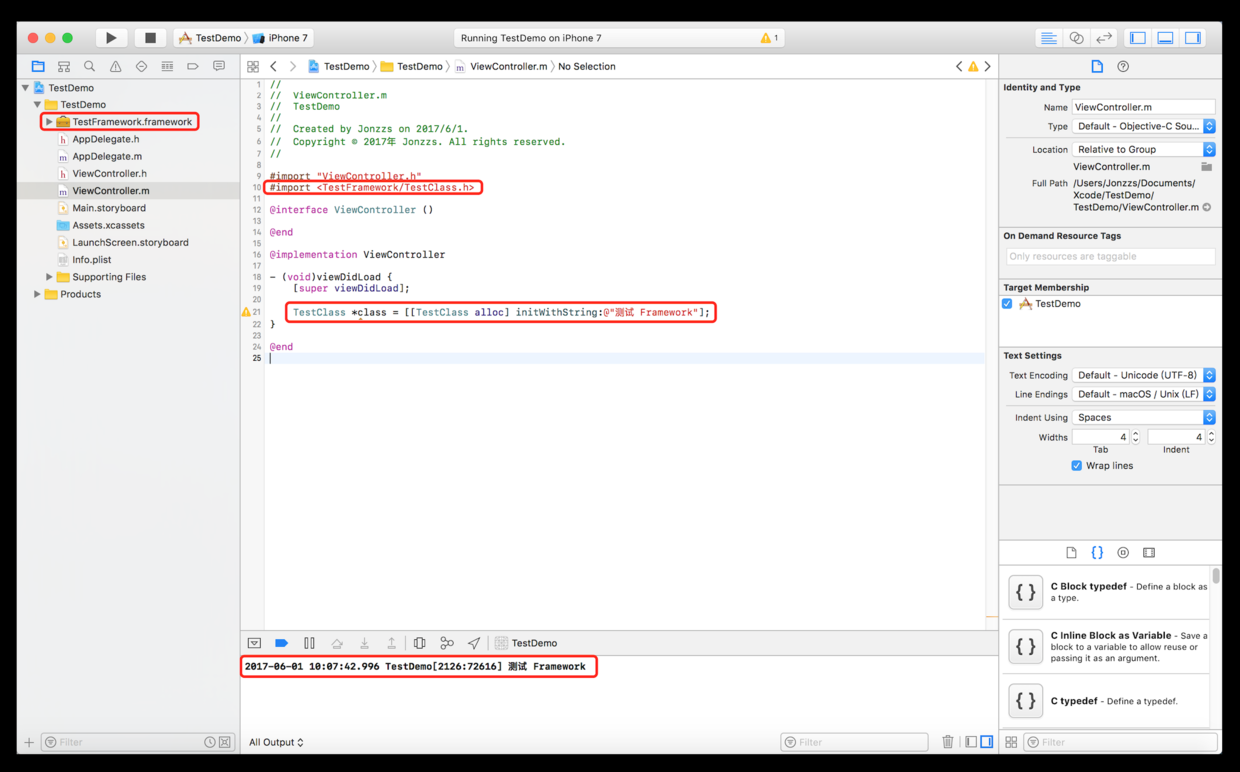 TestDemo 〉 iPhone 7
Running TestDemo on iPhone 7
1
TestDemo 〉 TestDemo 〉 ViewController.m 〉 No Selection
TestDemo
TestDemo
TestFramework.framework
AppDelegate.h
AppDelegate.m
ViewController.h
ViewController.m
Main.storyboard
Assets.xcassets
LaunchScreen.storyboard
Info.plist
Supporting Files
Products
Filter
1 //
2 //  ViewController.m
3 //  TestDemo
4 //
5 //  Created by Jonzzs on 2017/6/1.
6 //  Copyright © 2017年 Jonzzs. All rights reserved.
7 //
8
9 #import "ViewController.h"
10 #import <TestFramework/TestClass.h>
11
12 @interface ViewController ()
13
14 @end
15
16 @implementation ViewController
17
18 - (void)viewDidLoad {
19     [super viewDidLoad];
20
21     TestClass *class = [[TestClass alloc] initWithString:@"测试 Framework"];
22 }
23
24 @end
25
TestDemo
2017-06-01 10:07:42.996 TestDemo[2126:72616] 测试 Framework
All Output
Filter
Identity and Type
Name ViewController.m
Type Default - Objective-C Sou...
Location Relative to Group
ViewController.m
Full Path /Users/Jonzzs/Documents/
Xcode/TestDemo/
TestDemo/ViewController.m
On Demand Resource Tags
Only resources are taggable
Target Membership
TestDemo
Text Settings
Text Encoding Default - Unicode (UTF-8)
Line Endings Default - macOS / Unix (LF)
Indent Using Spaces
Widths 4 4
Tab Indent
Wrap lines
{ }
{ } C Block typedef - Define a block as
a type.
{ } C Inline Block as Variable - Save a
block to a variable to allow reuse or
passing it as an argument.
{ } C typedef - Define a typedef.
Filter